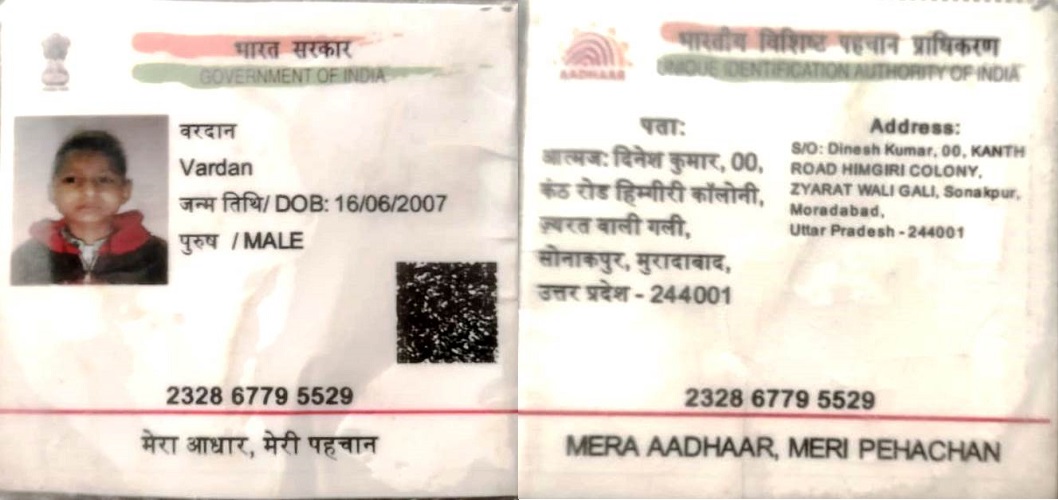 भारत सरकार
GOVERNMENT OF INDIA
वरदान
Vardan
जन्म तिथि/ DOB: 16/06/2007
पुरुष / MALE
2328 6779 5529
मेरा आधार, मेरी पहचान
भारतीय विशिष्ट पहचान प्राधिकरण
UNIQUE IDENTIFICATION AUTHORITY OF INDIA
AADHAAR
पता:
आत्मज: दिनेश कुमार, 00,
कंठ रोड हिम्गीरी कॉलोनी,
ज़्यरत वाली गली,
सोनाकपुर, मुरादाबाद,
उत्तर प्रदेश - 244001
Address:
S/O: Dinesh Kumar, 00, KANTH
ROAD HIMGIRI COLONY,
ZYARAT WALI GALI, Sonakpur,
Moradabad,
Uttar Pradesh - 244001
2328 6779 5529
MERA AADHAAR, MERI PEHACHAN